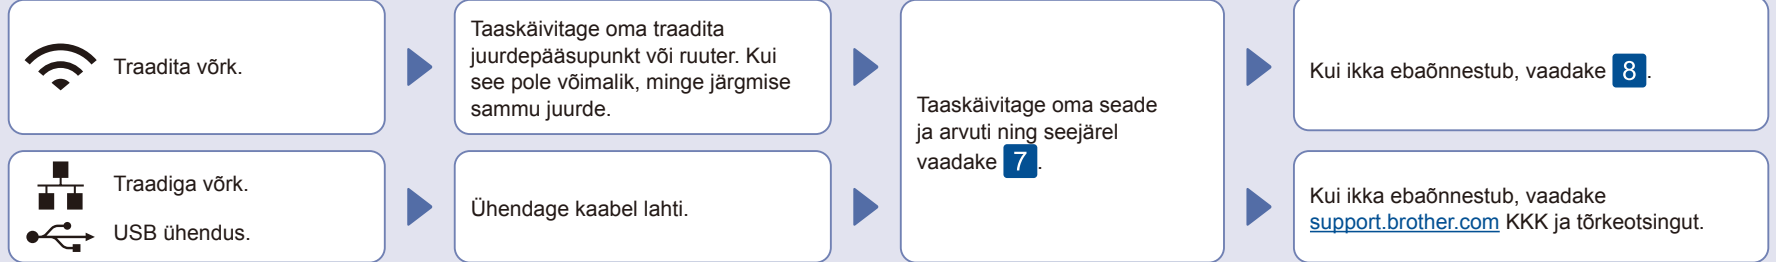 Traadita võrk.
Taaskäivitage oma traadita
juurdepääsupunkt või ruuter. Kui
see pole võimalik, minge järgmise
sammu juurde.
Traadiga võrk.
USB ühendus.
Ühendage kaabel lahti.
Taaskäivitage oma seade
ja arvuti ning seejärel
vaadake 7.
Kui ikka ebaõnnestub, vaadake 8.
Kui ikka ebaõnnestub, vaadake
support.brother.com KKK ja tõrkeotsingut.